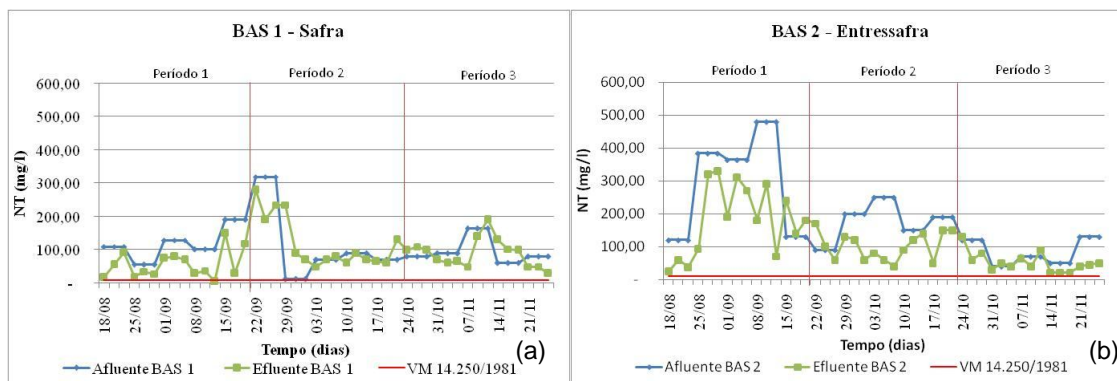 BAS 1 - Safra
Período 1 Período 2 Período 3
NT (mg/l)
600,00
500,00
400,00
300,00
200,00
100,00
-
18/08 25/08 01/09 08/09 15/09 22/09 29/09 03/10 10/10 17/10 24/10 31/10 07/11 14/11 21/11
Tempo (dias)
(a)
Afluente BAS 1 Efluente BAS 1 VM 14.250/1981
BAS 2 - Entressafra
Período 1 Período 2 Período 3
NT (mg/l)
600,00
500,00
400,00
300,00
200,00
100,00
-
18/08 25/08 01/09 08/09 15/09 22/09 29/09 03/10 10/10 17/10 24/10 31/10 07/11 14/11 21/11
Tempo (dias)
(b)
Afluente BAS 2 Efluente BAS 2 VM 14.250/1981